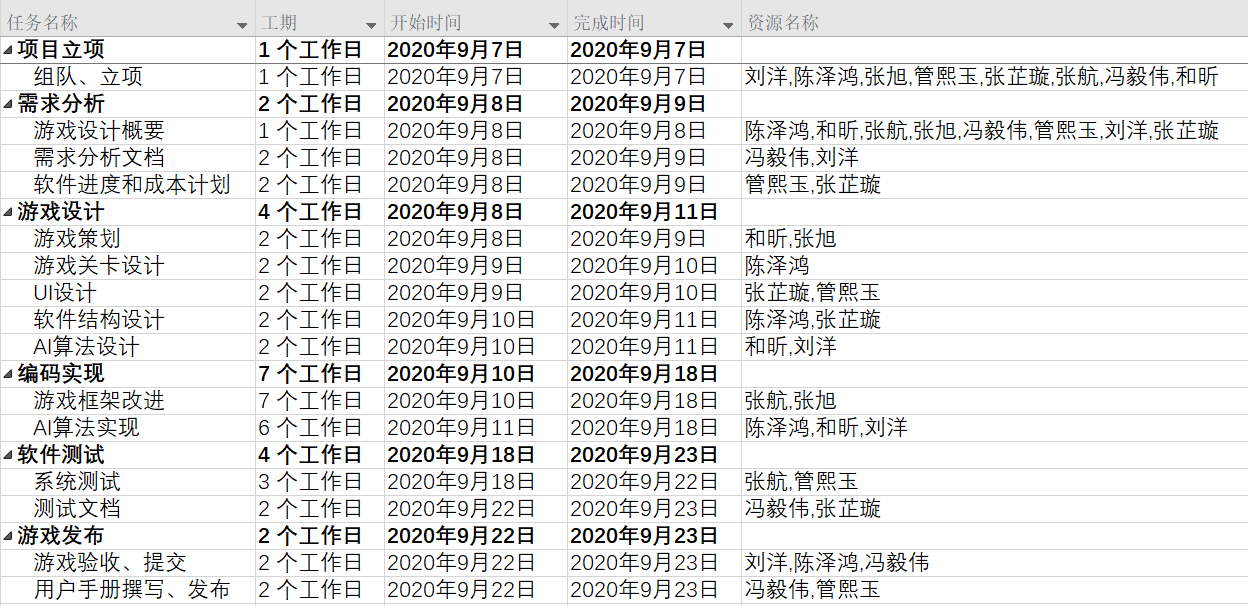 任务名称 工期 开始时间 完成时间 资源名称
项目立项 1 个工作日 2020年9月7日 2020年9月7日
组队、立项 1 个工作日 2020年9月7日 2020年9月7日 刘洋,陈泽鸿,张旭,管熙玉,张芷璇,张航,冯毅伟,和昕
需求分析 2 个工作日 2020年9月8日 2020年9月9日
游戏设计概要 1 个工作日 2020年9月8日 2020年9月8日 陈泽鸿,和昕,张航,张旭,冯毅伟,管熙玉,刘洋,张芷璇
需求分析文档 2 个工作日 2020年9月8日 2020年9月9日 冯毅伟,刘洋
软件进度和成本计划 2 个工作日 2020年9月8日 2020年9月9日 管熙玉,张芷璇
游戏设计 4 个工作日 2020年9月8日 2020年9月11日
游戏策划 2 个工作日 2020年9月8日 2020年9月9日 和昕,张旭
游戏关卡设计 2 个工作日 2020年9月9日 2020年9月10日 陈泽鸿
UI设计 2 个工作日 2020年9月9日 2020年9月10日 张芷璇,管熙玉
软件结构设计 2 个工作日 2020年9月10日 2020年9月11日 陈泽鸿,张芷璇
AI算法设计 2 个工作日 2020年9月10日 2020年9月11日 和昕,刘洋
编码实现 7 个工作日 2020年9月10日 2020年9月18日
游戏框架改进 7 个工作日 2020年9月10日 2020年9月18日 张航,张旭
AI算法实现 6 个工作日 2020年9月11日 2020年9月18日 陈泽鸿,和昕,刘洋
软件测试 4 个工作日 2020年9月18日 2020年9月23日
系统测试 3 个工作日 2020年9月18日 2020年9月22日 张航,管熙玉
测试文档 2 个工作日 2020年9月22日 2020年9月23日 冯毅伟,张芷璇
游戏发布 2 个工作日 2020年9月22日 2020年9月23日
游戏验收、提交 2 个工作日 2020年9月22日 2020年9月23日 刘洋,陈泽鸿,冯毅伟
用户手册撰写、发布 2 个工作日 2020年9月22日 2020年9月23日 冯毅伟,管熙玉